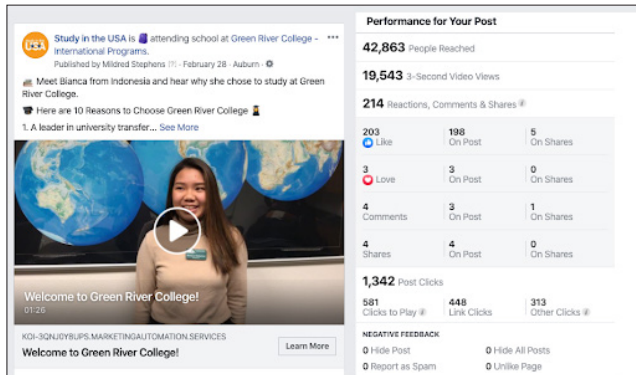 Study in the USA is attending school at Green River College - International Programs.
Published by Mildred Stephens [?] · February 28 · Auburn ·
Meet Bianca from Indonesia and hear why she chose to study at Green
River College.
Here are 10 Reasons to Choose Green River College
1. A leader in university transfer... See More
Welcome to Green River College!
01:26
KOI-3QNJ0Y8UPS.MARKETINGAUTOMATION.SERVICES
Welcome to Green River College!
Learn More
Performance for Your Post
42,863 People Reached
19,543 3-Second Video Views
214 Reactions, Comments & Shares
203 198 5
Like On Post On Shares
3 3 0
Love On Post On Shares
4 3 1
Comments On Post On Shares
4 4 0
Shares On Post On Shares
1,342 Post Clicks
581 448 313
Clicks to Play Link Clicks Other Clicks
NEGATIVE FEEDBACK
0 Hide Post 0 Hide All Posts
0 Report as Spam 0 Unlike Page